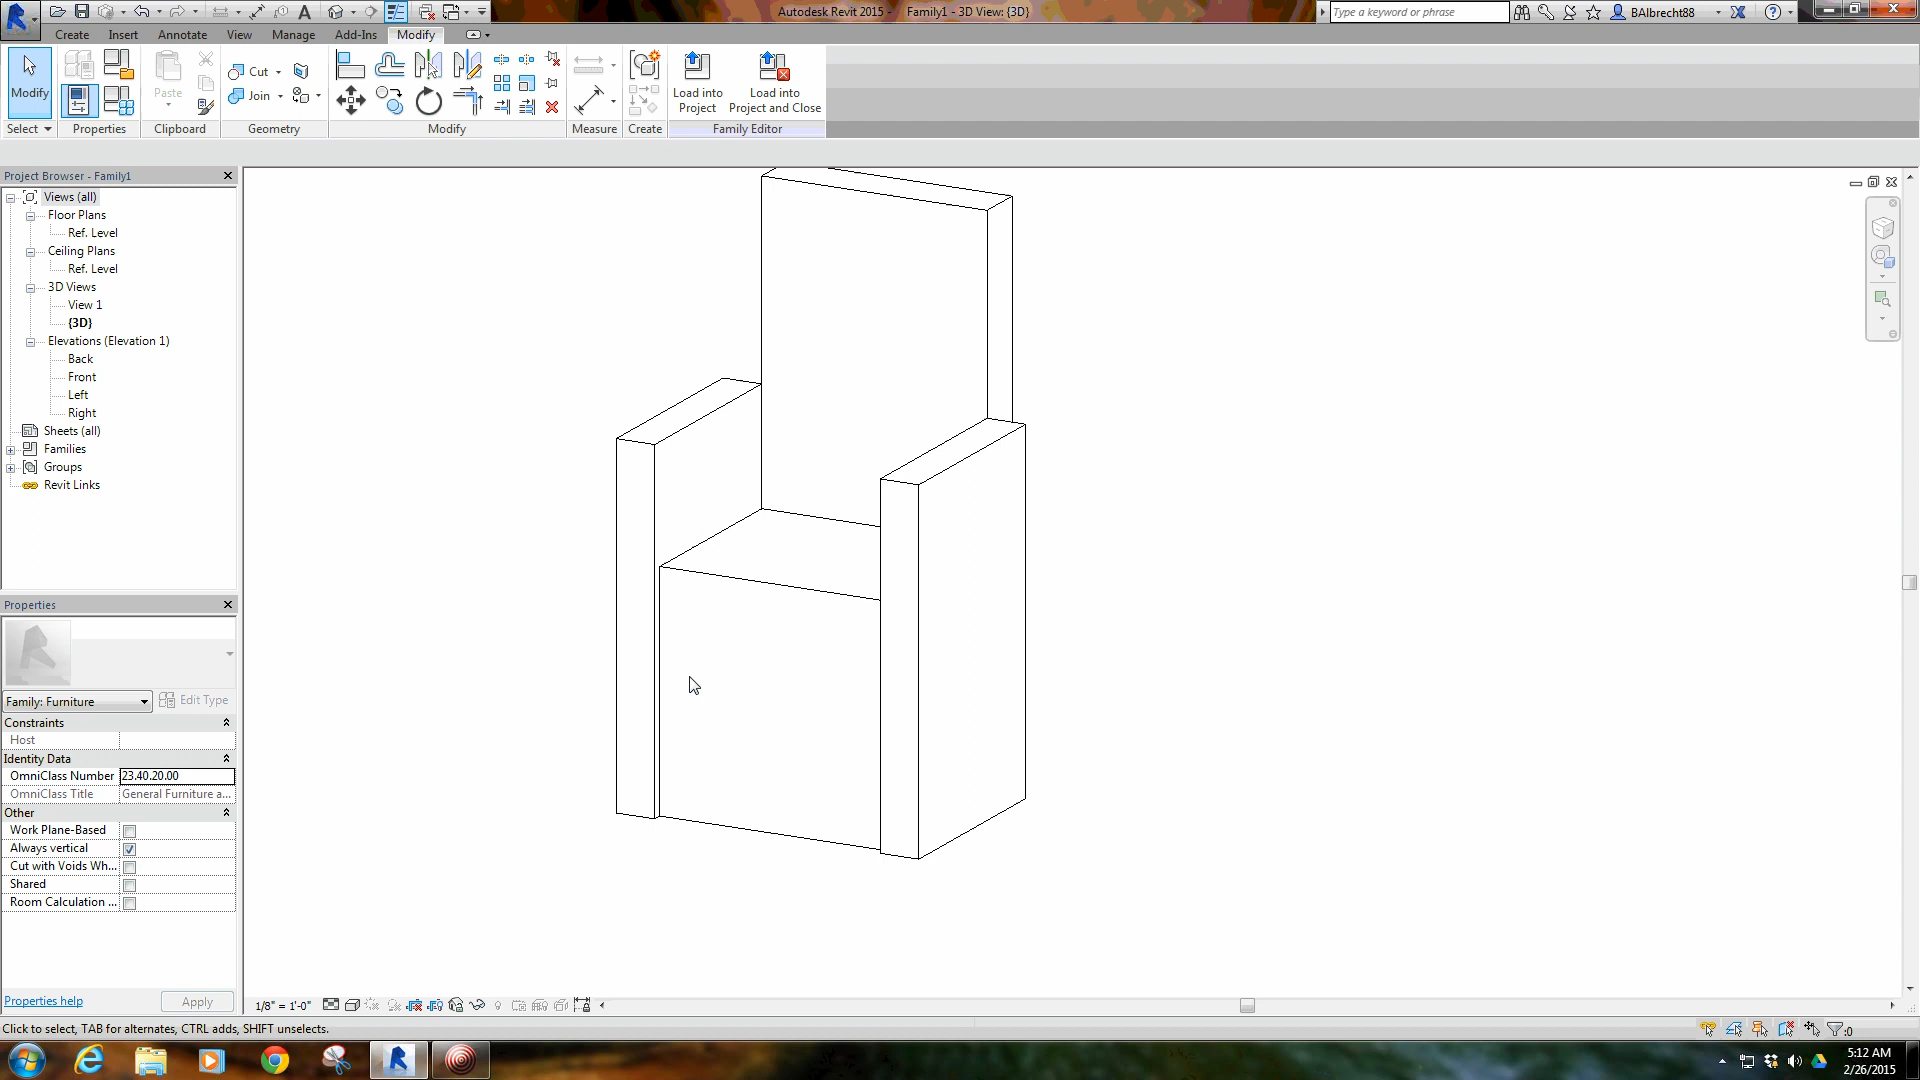 Autodesk Revit 2015 - Family1 - 3D View: {3D}
Type a keyword or phrase
BAlbrecht88
Create Insert Annotate View Manage Add-Ins Modify
Modify
Paste
Cut
Join
Load into Project
Load into Project and Close
Select Properties Clipboard Geometry Modify Measure Create Family Editor
Project Browser - Family1
Views (all)
Floor Plans
Ref. Level
Ceiling Plans
Ref. Level
3D Views
View 1
{3D}
Elevations (Elevation 1)
Back
Front
Left
Right
Sheets (all)
Families
Groups
Revit Links
Properties
Family: Furniture
Edit Type
Constraints
Host
Identity Data
OmniClass Number 23.40.20.00
OmniClass Title General Furniture a...
Other
Work Plane-Based
Always vertical
Cut with Voids Wh...
Shared
Room Calculation ...
Properties help
Apply
1/8" = 1'-0"
Click to select, TAB for alternates, CTRL adds, SHIFT unselects.
:0
5:12 AM
2/26/2015